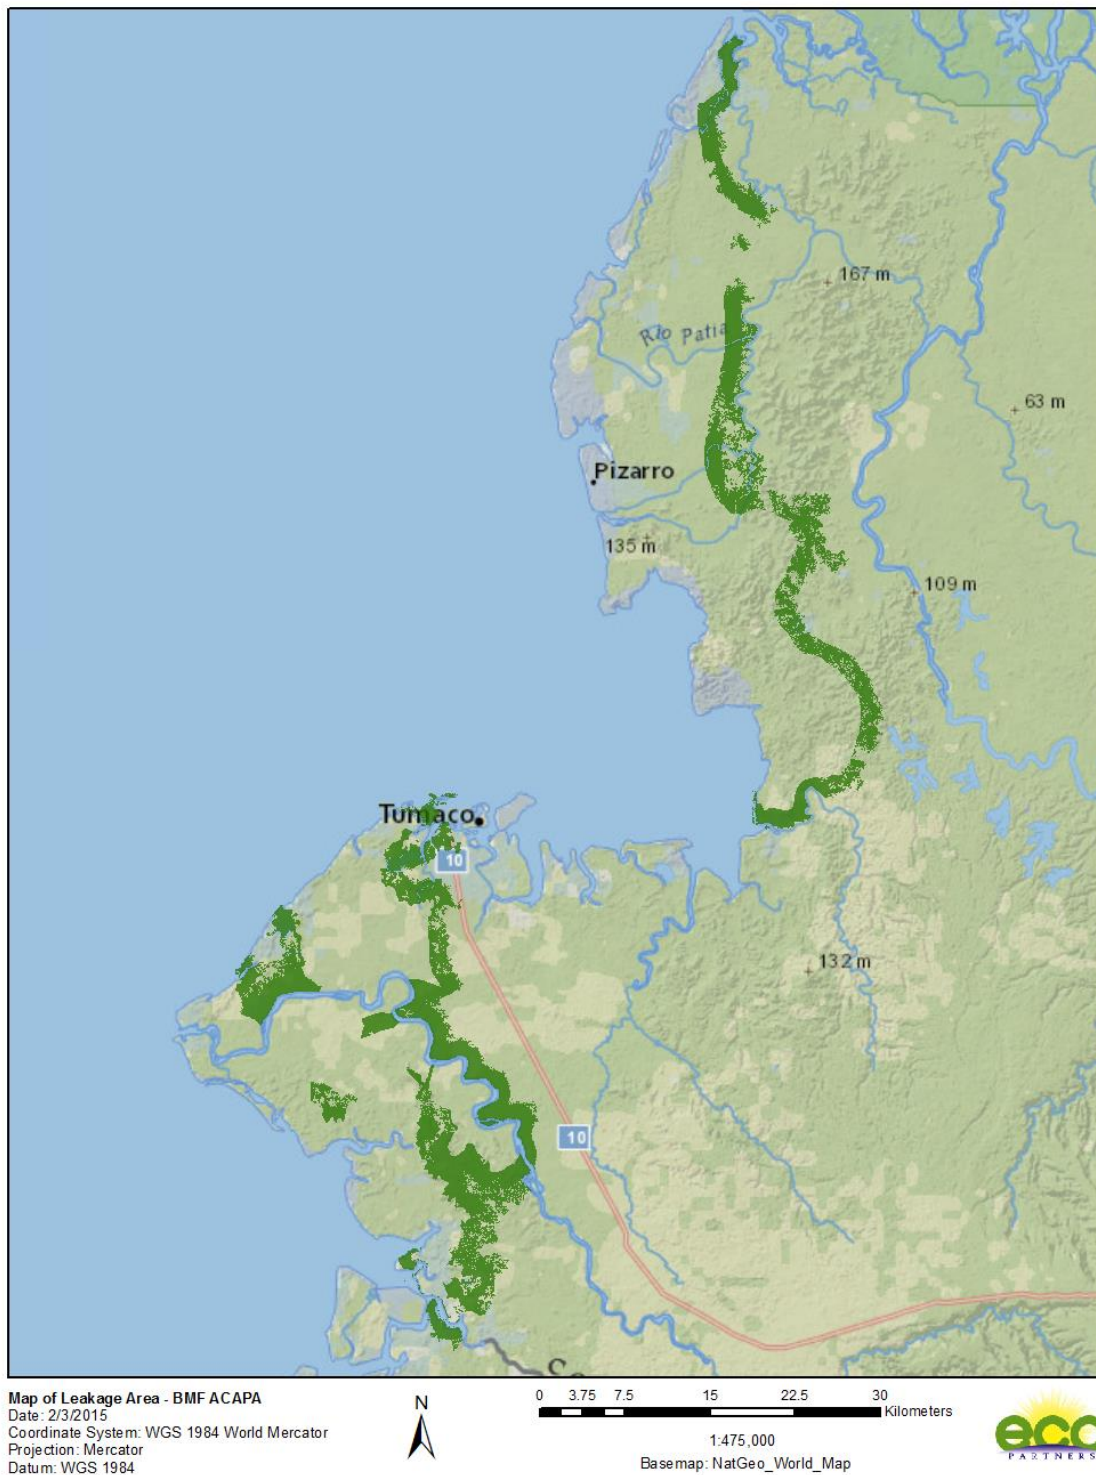 167 m
Río Patía
63 m
Pizarro
135 m
109 m
Tumaco
10
132 m
10
Map of Leakage Area - BMF ACAPA
Date: 2/3/2015
Coordinate System: WGS 1984 World Mercator
Projection: Mercator
Datum: WGS 1984
N
0 3.75 7.5 15 22.5 30
Kilometers
1:475,000
Basemap: NatGeo_World_Map
eco
PARTNERS